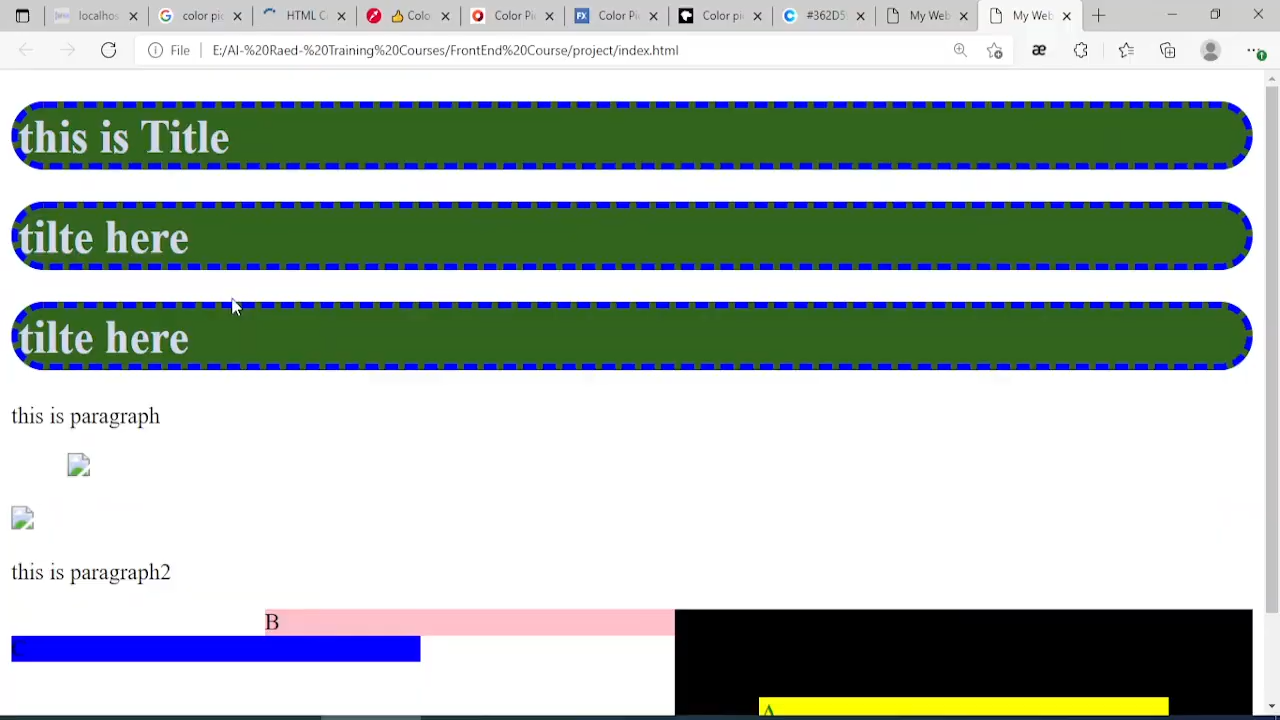 localhos
color pic
HTML C
👍 Colo
Color Pi
Color Pi
Color pi
#362D5
My Web
My Web
File
E:/AI-%20Raed-%20Training%20Courses/FrontEnd%20Course/project/index.html
this is Title
tilte here
tilte here
this is paragraph
this is paragraph2
B
C
A